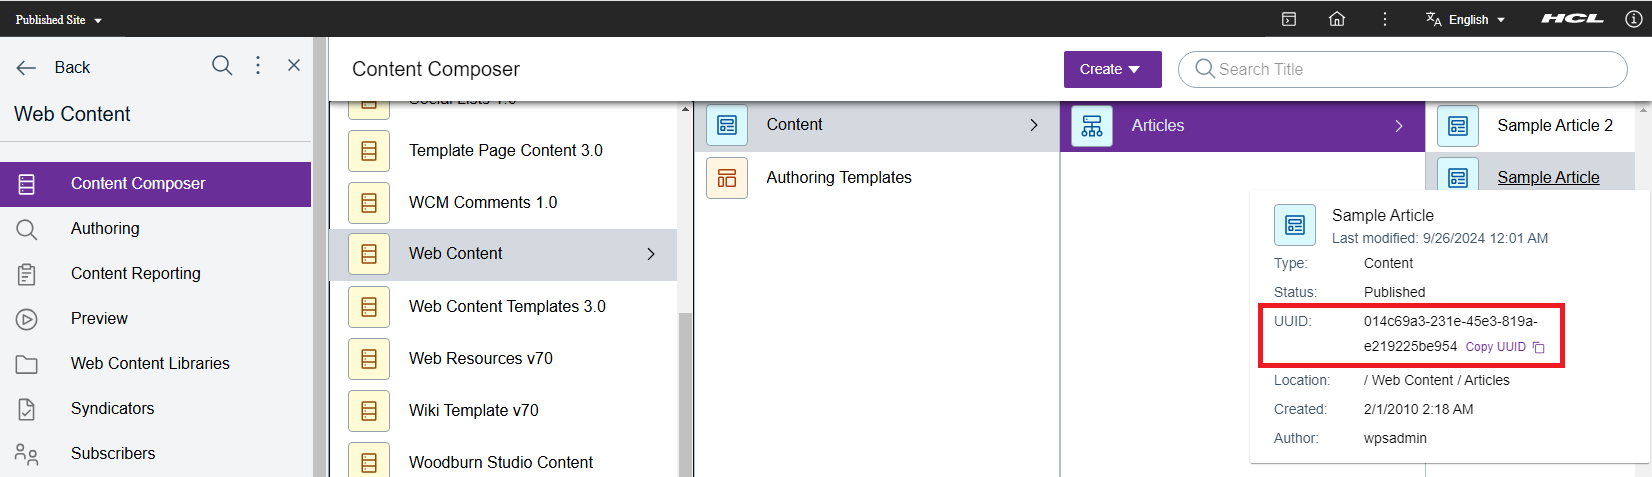 Published Site
English
HCL
Back
Web Content
Content Composer
Authoring
Content Reporting
Preview
Web Content Libraries
Syndicators
Subscribers
Content Composer
Create
Search Title
Social Lists 1.0
Template Page Content 3.0
WCM Comments 1.0
Web Content
Web Content Templates 3.0
Web Resources v70
Wiki Template v70
Woodburn Studio Content
Content
Authoring Templates
Articles
Sample Article 2
Sample Article
Sample Article
Last modified: 9/26/2024 12:01 AM
Type: Content
Status: Published
UUID: 014c69a3-231e-45e3-819a-
e219225be954 Copy UUID
Location: / Web Content / Articles
Created: 2/1/2010 2:18 AM
Author: wpsadmin